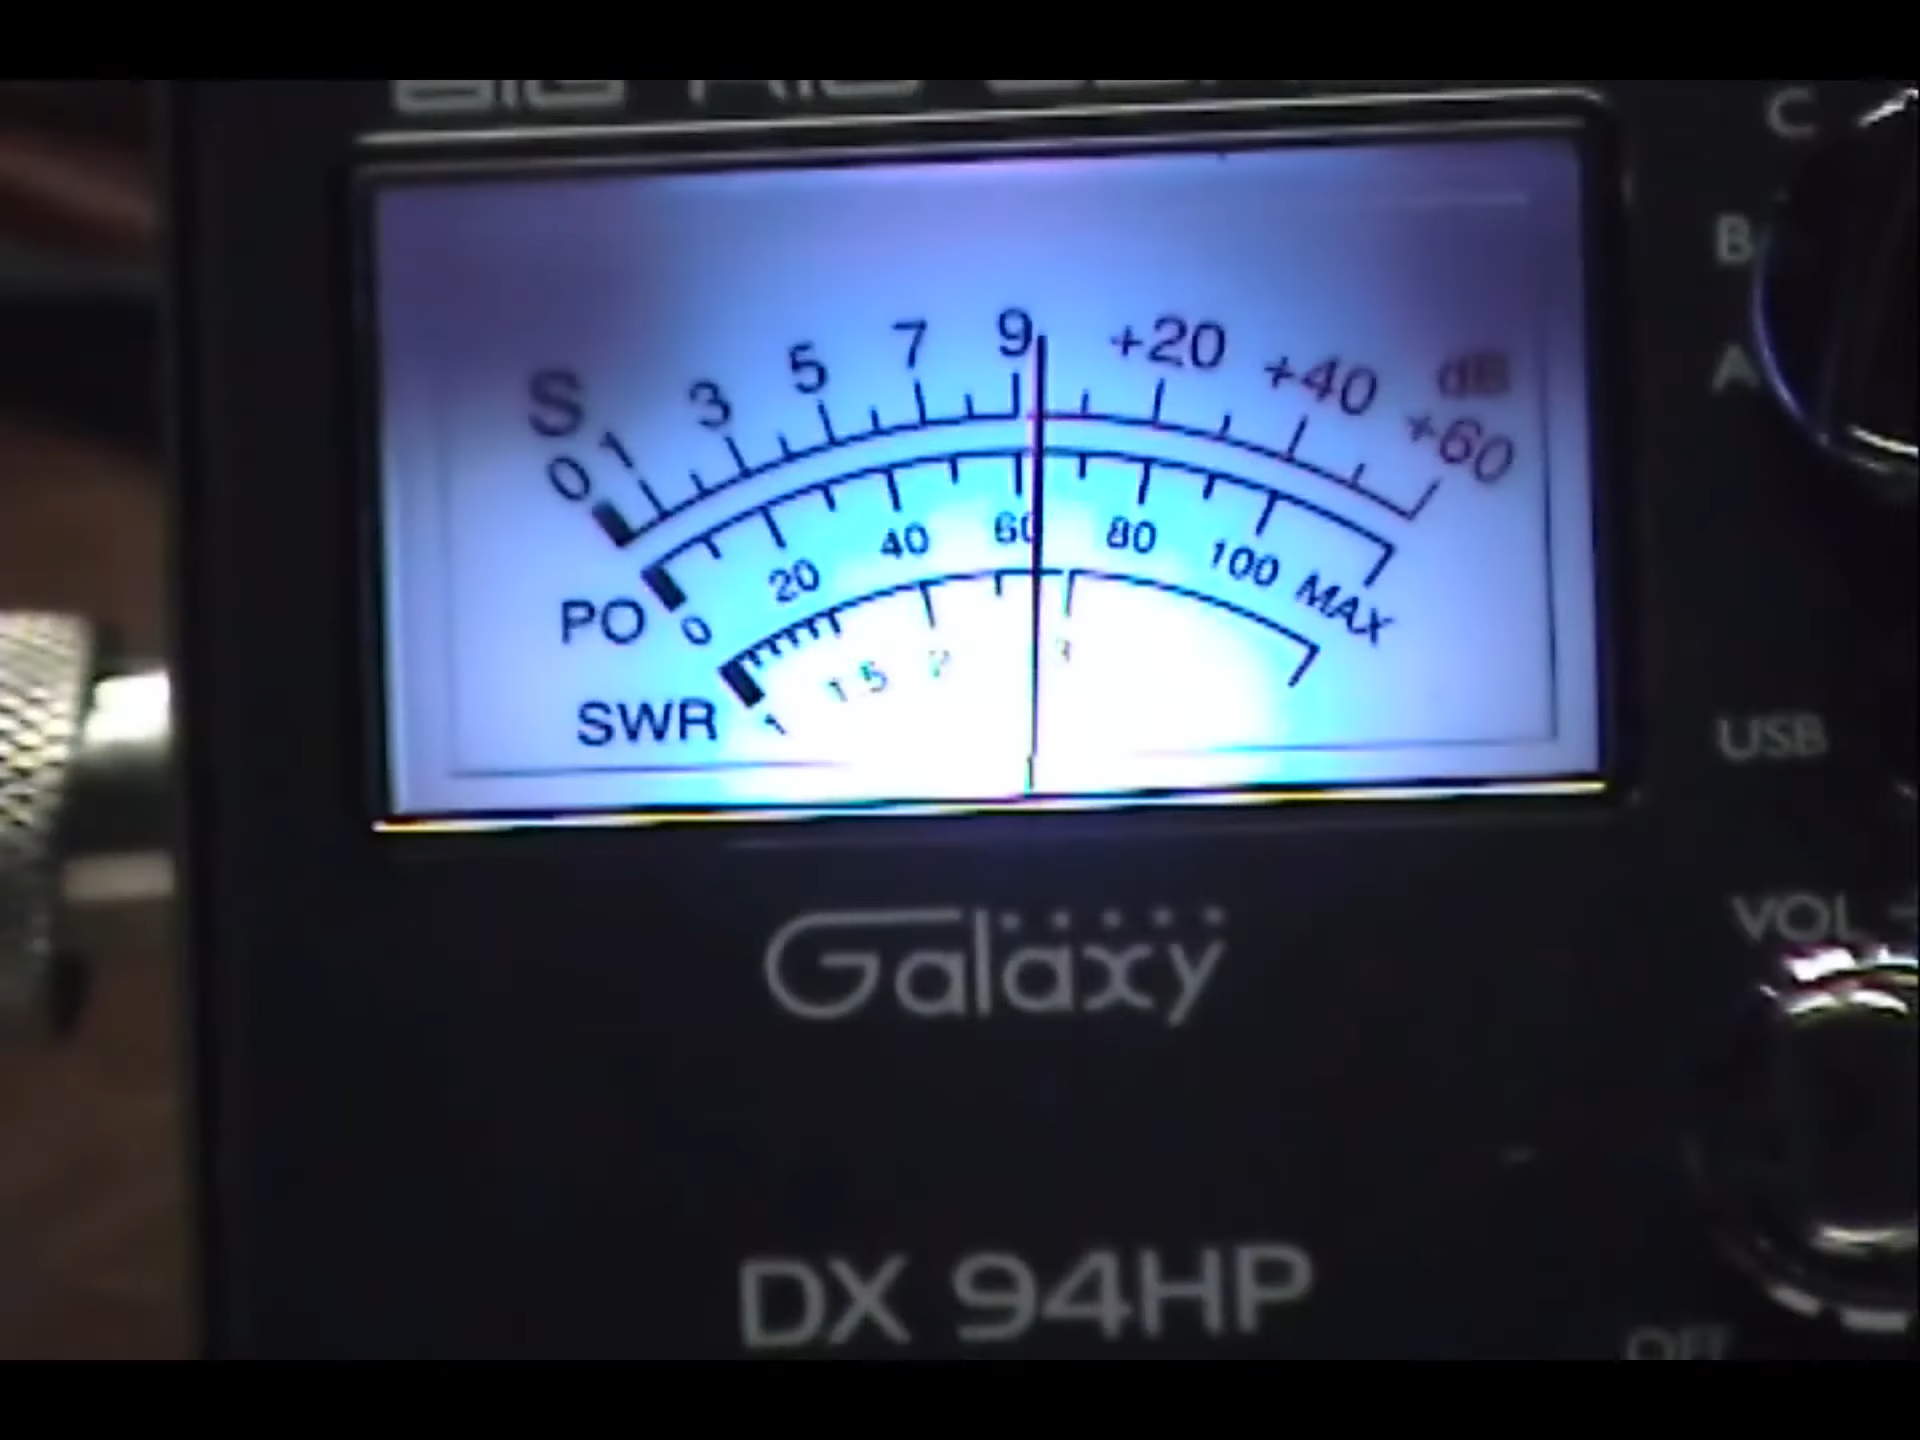 C
B
A
S 0 1 3 5 7 9 +20 +40 +60 dB
PO 0 20 40 60 80 100 MAX
SWR 1 1.5 2 3
USB
VOL
Galaxy
DX 94HP
OFF